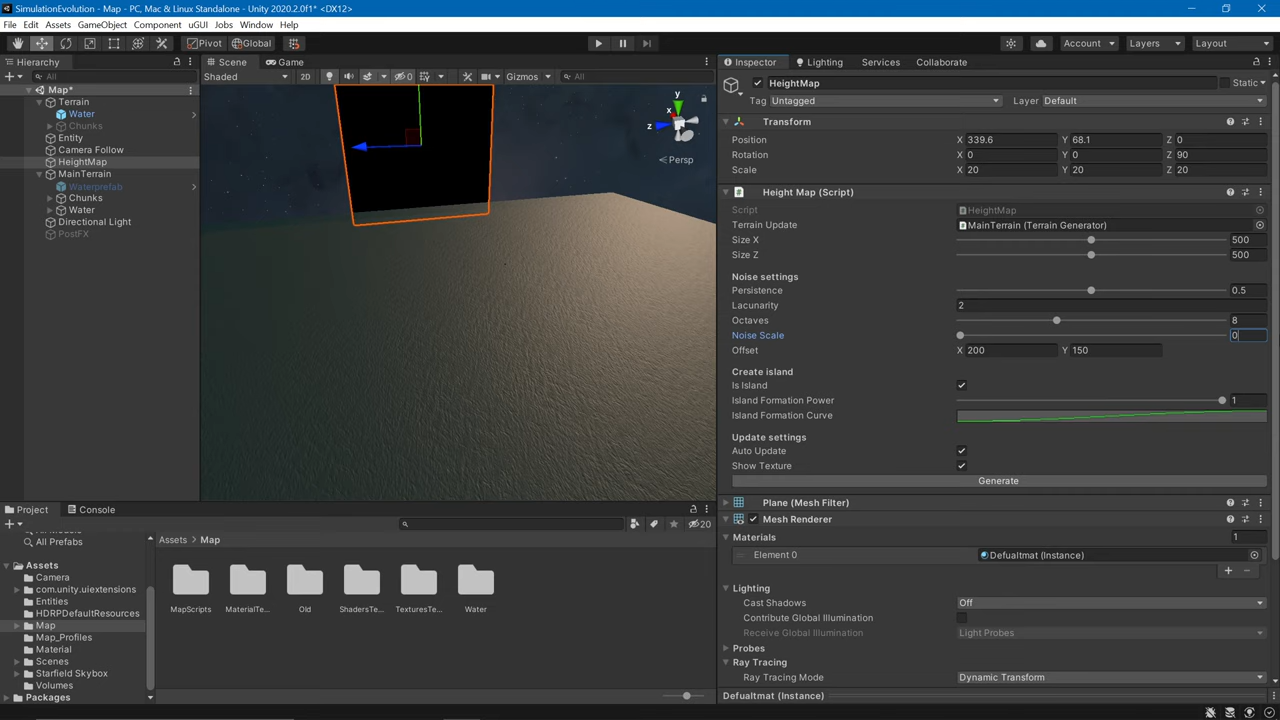 SimulationEvolution - Map - PC, Mac & Linux Standalone - Unity 2020.2.0f1* <DX12>
File Edit Assets GameObject Component uGUI Jobs Window Help
Pivot Global Account Layers Layout
Hierarchy
All
Map*
Terrain
Water
Chunks
Entity
Camera Follow
HeightMap
MainTerrain
Waterprefab
Chunks
Water
Directional Light
PostFX
Scene Game
Shaded 2D 0 Gizmos All
y
x
z
Persp
Inspector Lighting Services Collaborate
HeightMap Static
Tag Untagged Layer Default
Transform
Position X 339.6 Y 68.1 Z 0
Rotation X 0 Y 0 Z 90
Scale X 20 Y 20 Z 20
Height Map (Script)
Script HeightMap
Terrain Update MainTerrain (Terrain Generator)
Size X 500
Size Z 500
Noise settings
Persistence 0.5
Lacunarity 2
Octaves 8
Noise Scale 0
Offset X 200 Y 150
Create island
Is Island
Island Formation Power 1
Island Formation Curve
Update settings
Auto Update
Show Texture
Generate
Plane (Mesh Filter)
Mesh Renderer
Materials 1
Element 0 Defualtmat (Instance)
Lighting
Cast Shadows Off
Contribute Global Illumination
Receive Global Illumination Light Probes
Probes
Ray Tracing
Ray Tracing Mode Dynamic Transform
Defualtmat (Instance)
Project Console
20
All Prefabs
Assets
Camera
com.unity.uiextensions
Entities
HDRPDefaultResources
Map
Map_Profiles
Material
Scenes
Starfield Skybox
Volumes
Packages
Assets Map
MapScripts MaterialTe... Old ShadersTe... TexturesTe... Water